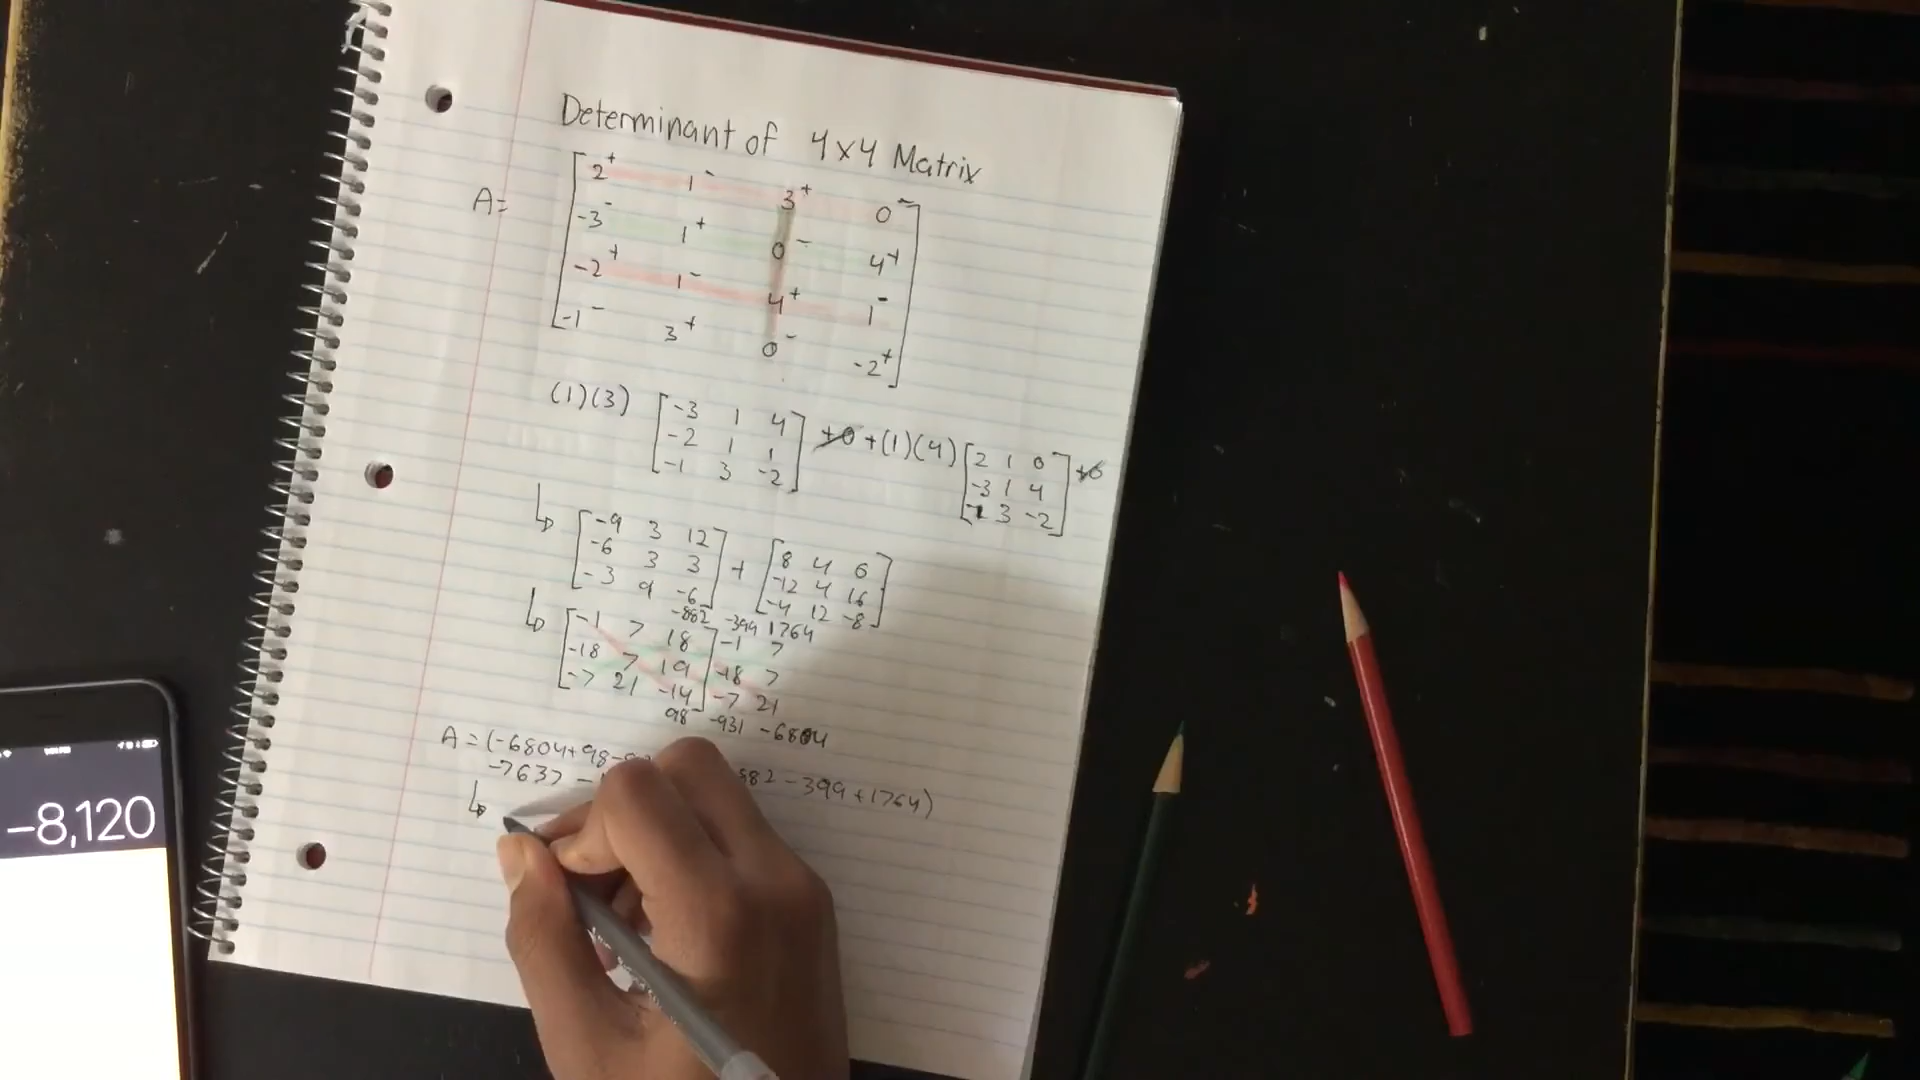 Determinant of 4x4 Matrix
A= [2⁺ 1⁻ 3⁺ 0⁻
-3⁻ 1⁺ 0⁻ 4⁺
-2⁺ 1⁻ 4⁺ 1⁻
-1⁻ 3⁺ 0⁻ -2⁺]
(1)(3) [-3 1 4 +0 +(1)(4) [2 1 0 +0
-2 1 1] -3 1 4
-1 3 -2 -1 3 -2]
↳ [-9 3 12 + [8 4 6
-6 3 3 -12 4 16
-3 9 -6] -4 12 -8]
-882 -399 1764
↳ [-1 7 18 -1 7
-18 7 19 -18 7
-7 21 -14] -7 21
98 -931 -6804
A = (-6804+98-9 882 - 399 + 1764)
-7637 -
↳
-8,120